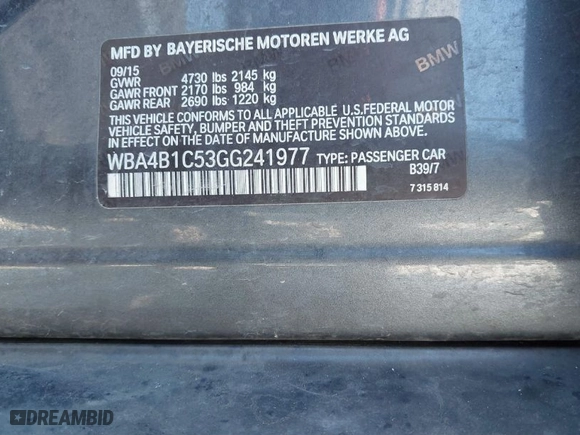 MFD BY BAYERISCHE MOTOREN WERKE AG
09/15
GVWR 4730 lbs 2145 kg
GAWR FRONT 2170 lbs 984 kg
GAWR REAR 2690 lbs 1220 kg
THIS VEHICLE CONFORMS TO ALL APPLICABLE U.S.FEDERAL MOTOR
VEHICLE SAFETY, BUMPER AND THEFT PREVENTION STANDARDS
IN EFFECT ON THE DATE OF MANUFACTURE SHOWN ABOVE.
WBA4B1C53GG241977 TYPE: PASSENGER CAR
B39/7
7 315 814
BMW
BMW
DREAMBID